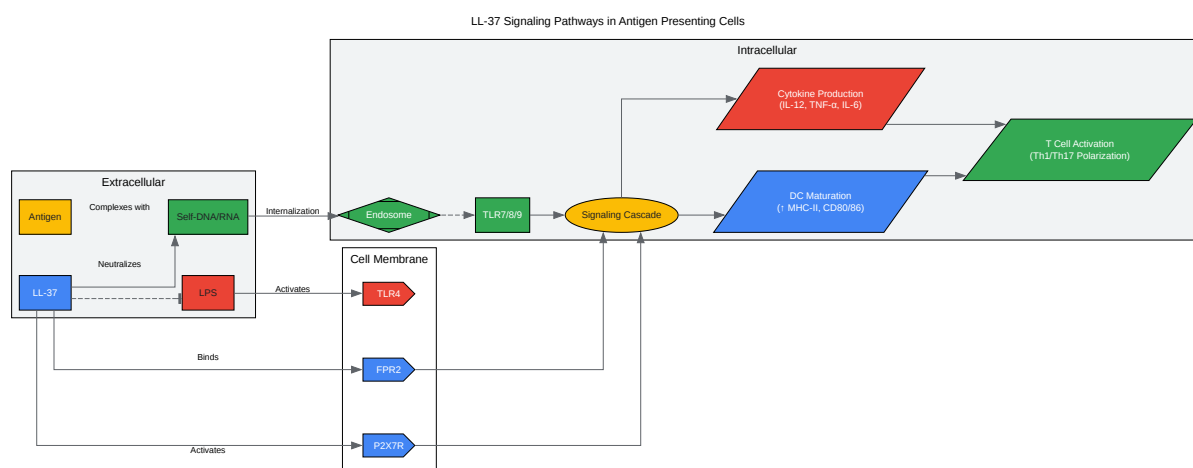 LL-37 Signaling Pathways in Antigen Presenting Cells
Intracellular
Cytokine Production
(IL-12, TNF-α, IL-6)
T Cell Activation
(Th1/Th17 Polarization)
DC Maturation
(↑ MHC-II, CD80/86)
Extracellular
Complexes with
Antigen
Self-DNA/RNA
Internalization
Endosome
TLR7/8/9
Signaling Cascade
Neutralizes
LL-37
LPS
Activates
Cell Membrane
TLR4
Binds
FPR2
Activates
P2X7R